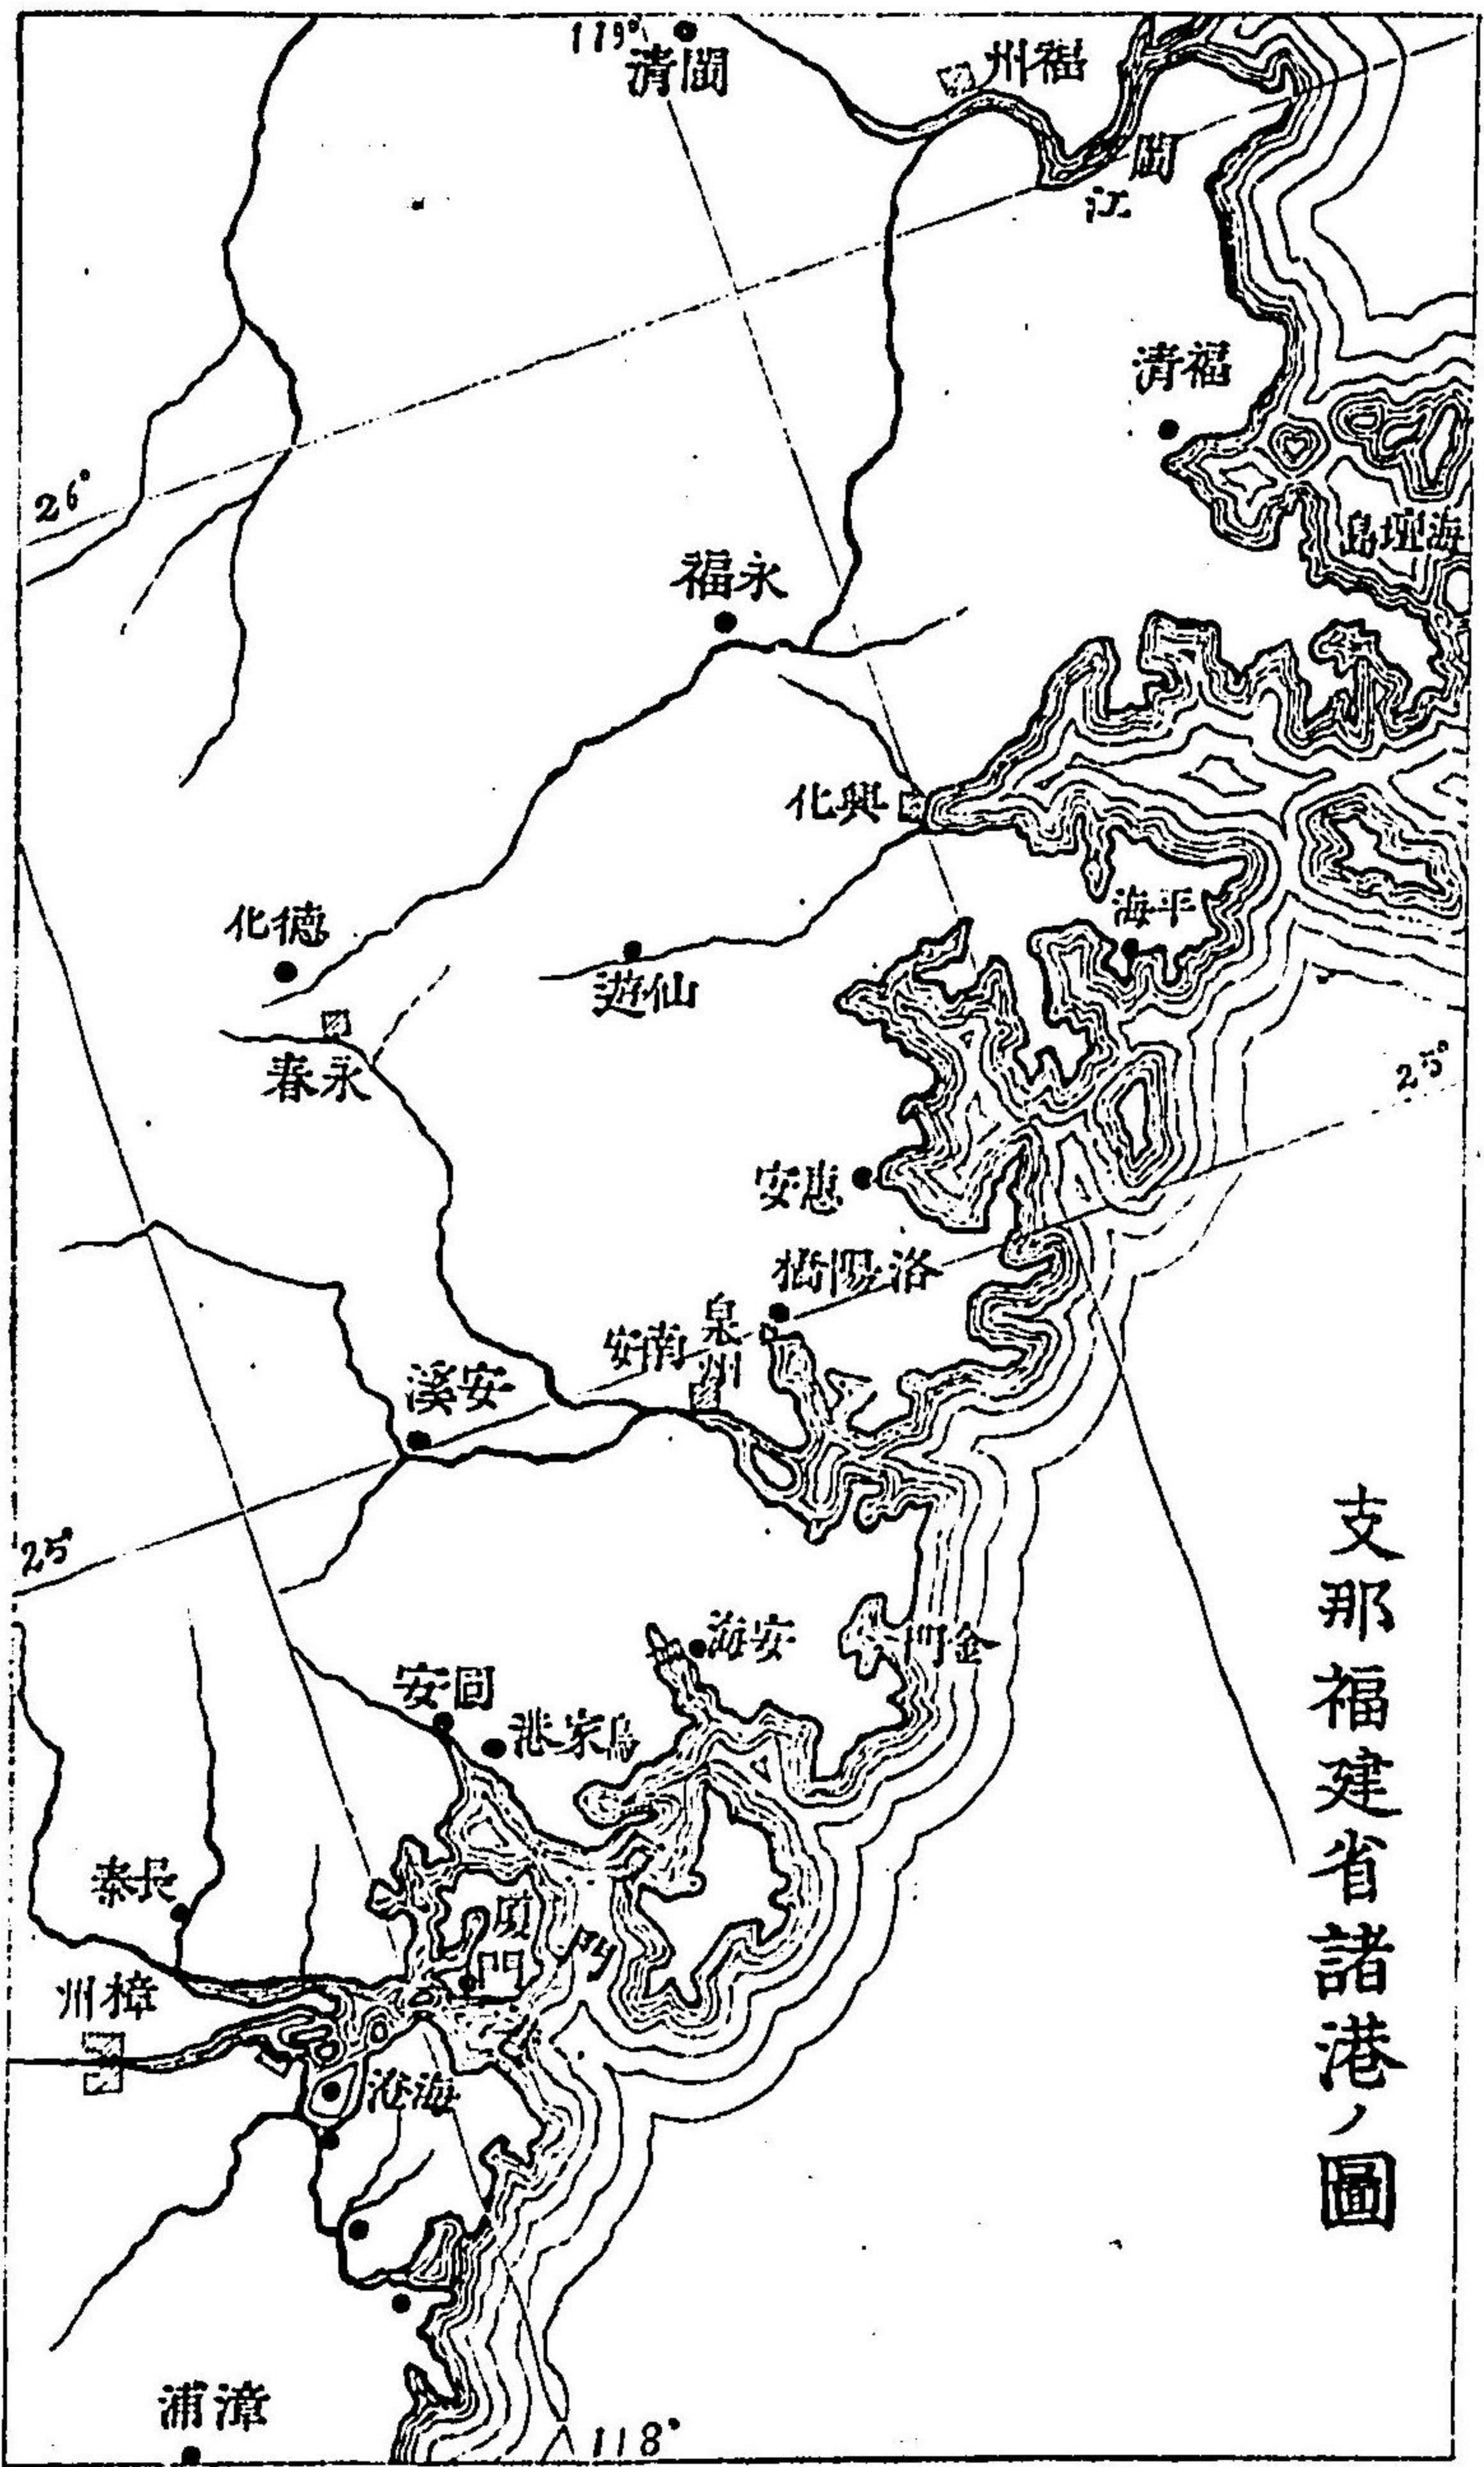 支那福建省諸港ノ圖
119°
閩清
福州
閩江
福清
26°
海壇島
永福
興化
平海
德化
仙遊
永春
25°
惠安
洛陽橋
泉州
南安
安溪
25°
安海
金門
同安
長泰
門
樟州
海港
漳浦
118°